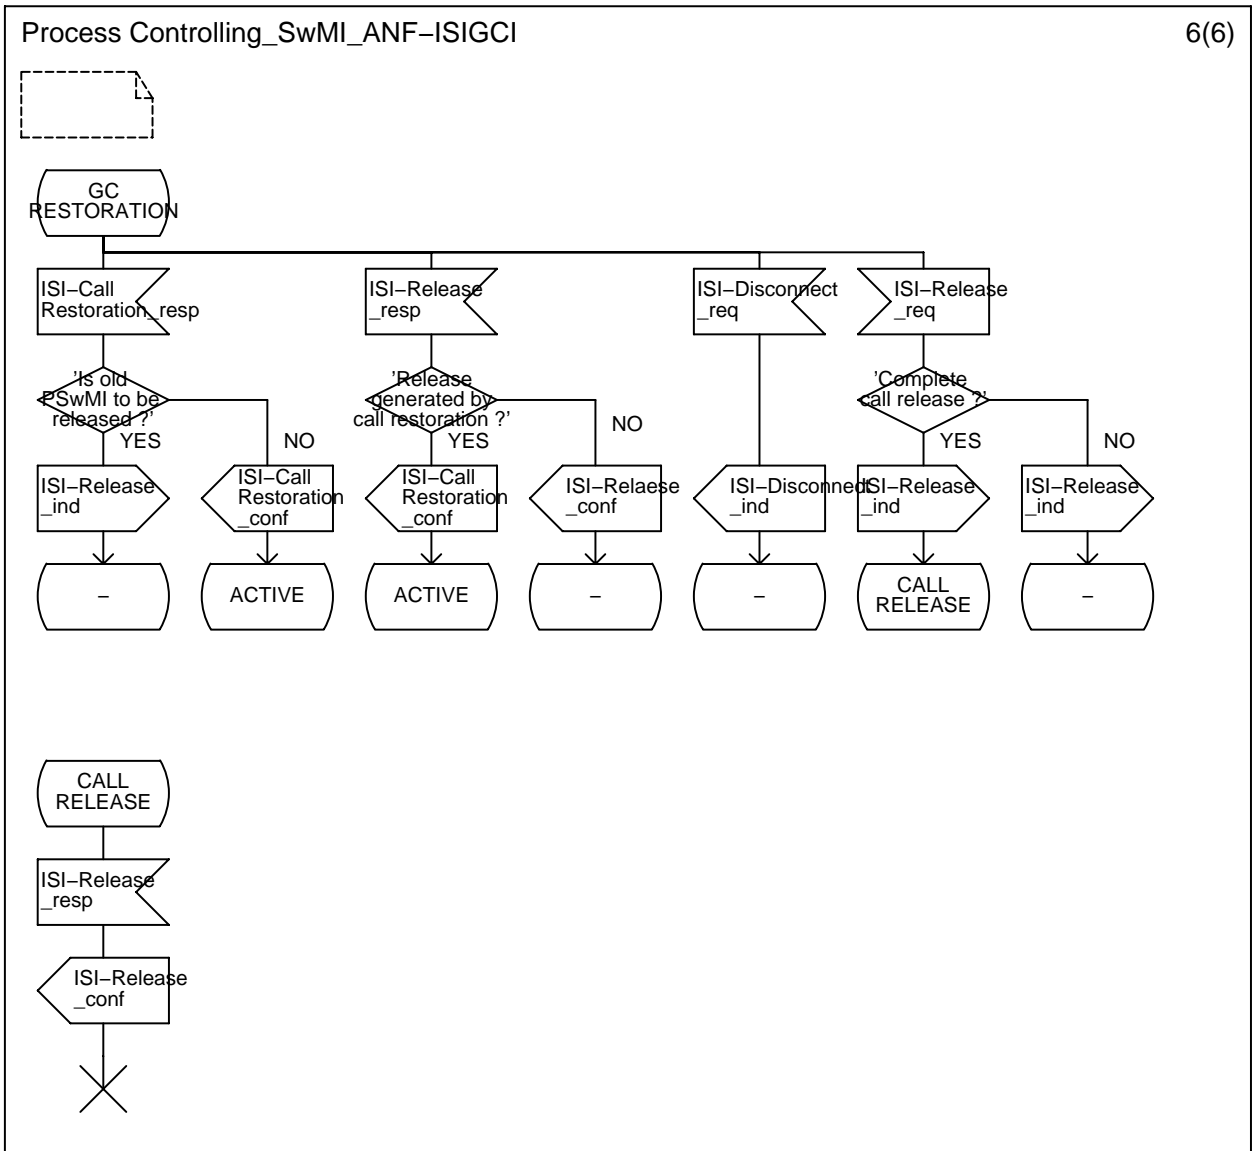 Process Controlling_SwMI_ANF−ISIGCI
6(6)
GC
RESTORATION
ISI−Call
Restoration_resp
ISI−Release
_resp
ISI−Disconnect
_req
ISI−Release
_req
'Is old
PSwMI to be
released ?'
'Release
generated by
call restoration ?'
'Complete
call release ?'
YES
NO
YES
NO
YES
NO
ISI−Release
_ind
ISI−Call
Restoration
_conf
ISI−Call
Restoration
_conf
ISI−Relaese
_conf
ISI−Disconnect
_ind
ISI−Release
_ind
ISI−Release
_ind
−
ACTIVE
ACTIVE
−
−
CALL
RELEASE
−
CALL
RELEASE
ISI−Release
_resp
ISI−Release
_conf